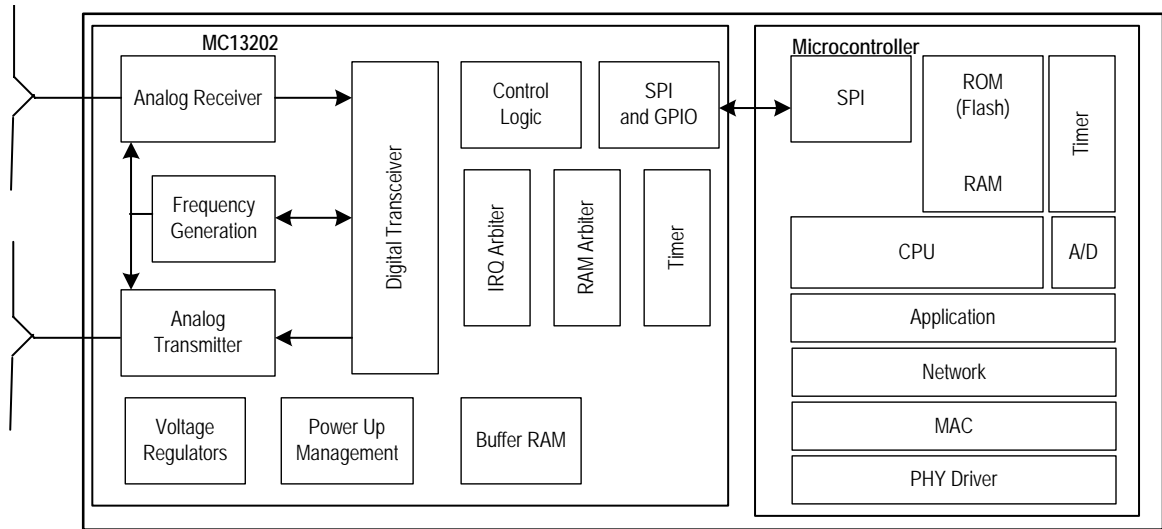 MC13202
Analog Receiver
Frequency
Generation
Analog
Transmitter
Digital Transceiver
Control
Logic
SPI
and GPIO
IRQ Arbiter
RAM Arbiter
Timer
Voltage
Regulators
Power Up
Management
Buffer RAM
Microcontroller
SPI
ROM
(Flash)
RAM
Timer
CPU
A/D
Application
Network
MAC
PHY Driver